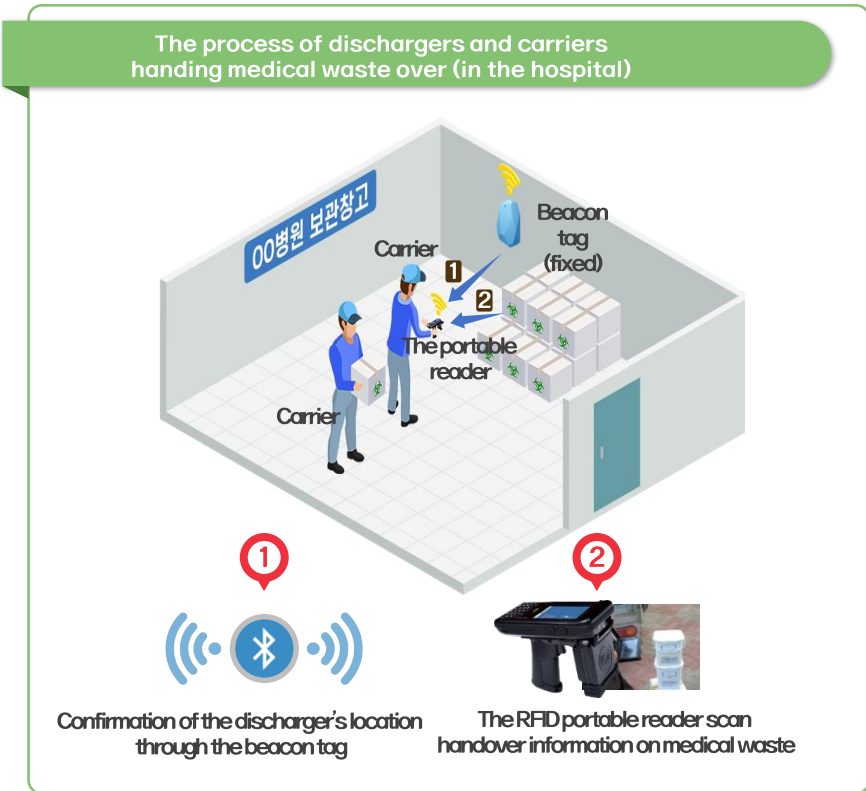 The process of dischargers and carriers
handing medical waste over (in the hospital)
OO병원 보관창고
Beacon
tag
(fixed)
Carrier
1
2
The portable
reader
Carrier
1
2
Confirmation of the discharger's location
through the beacon tag
The RFID portable reader scan
handover information on medical waste